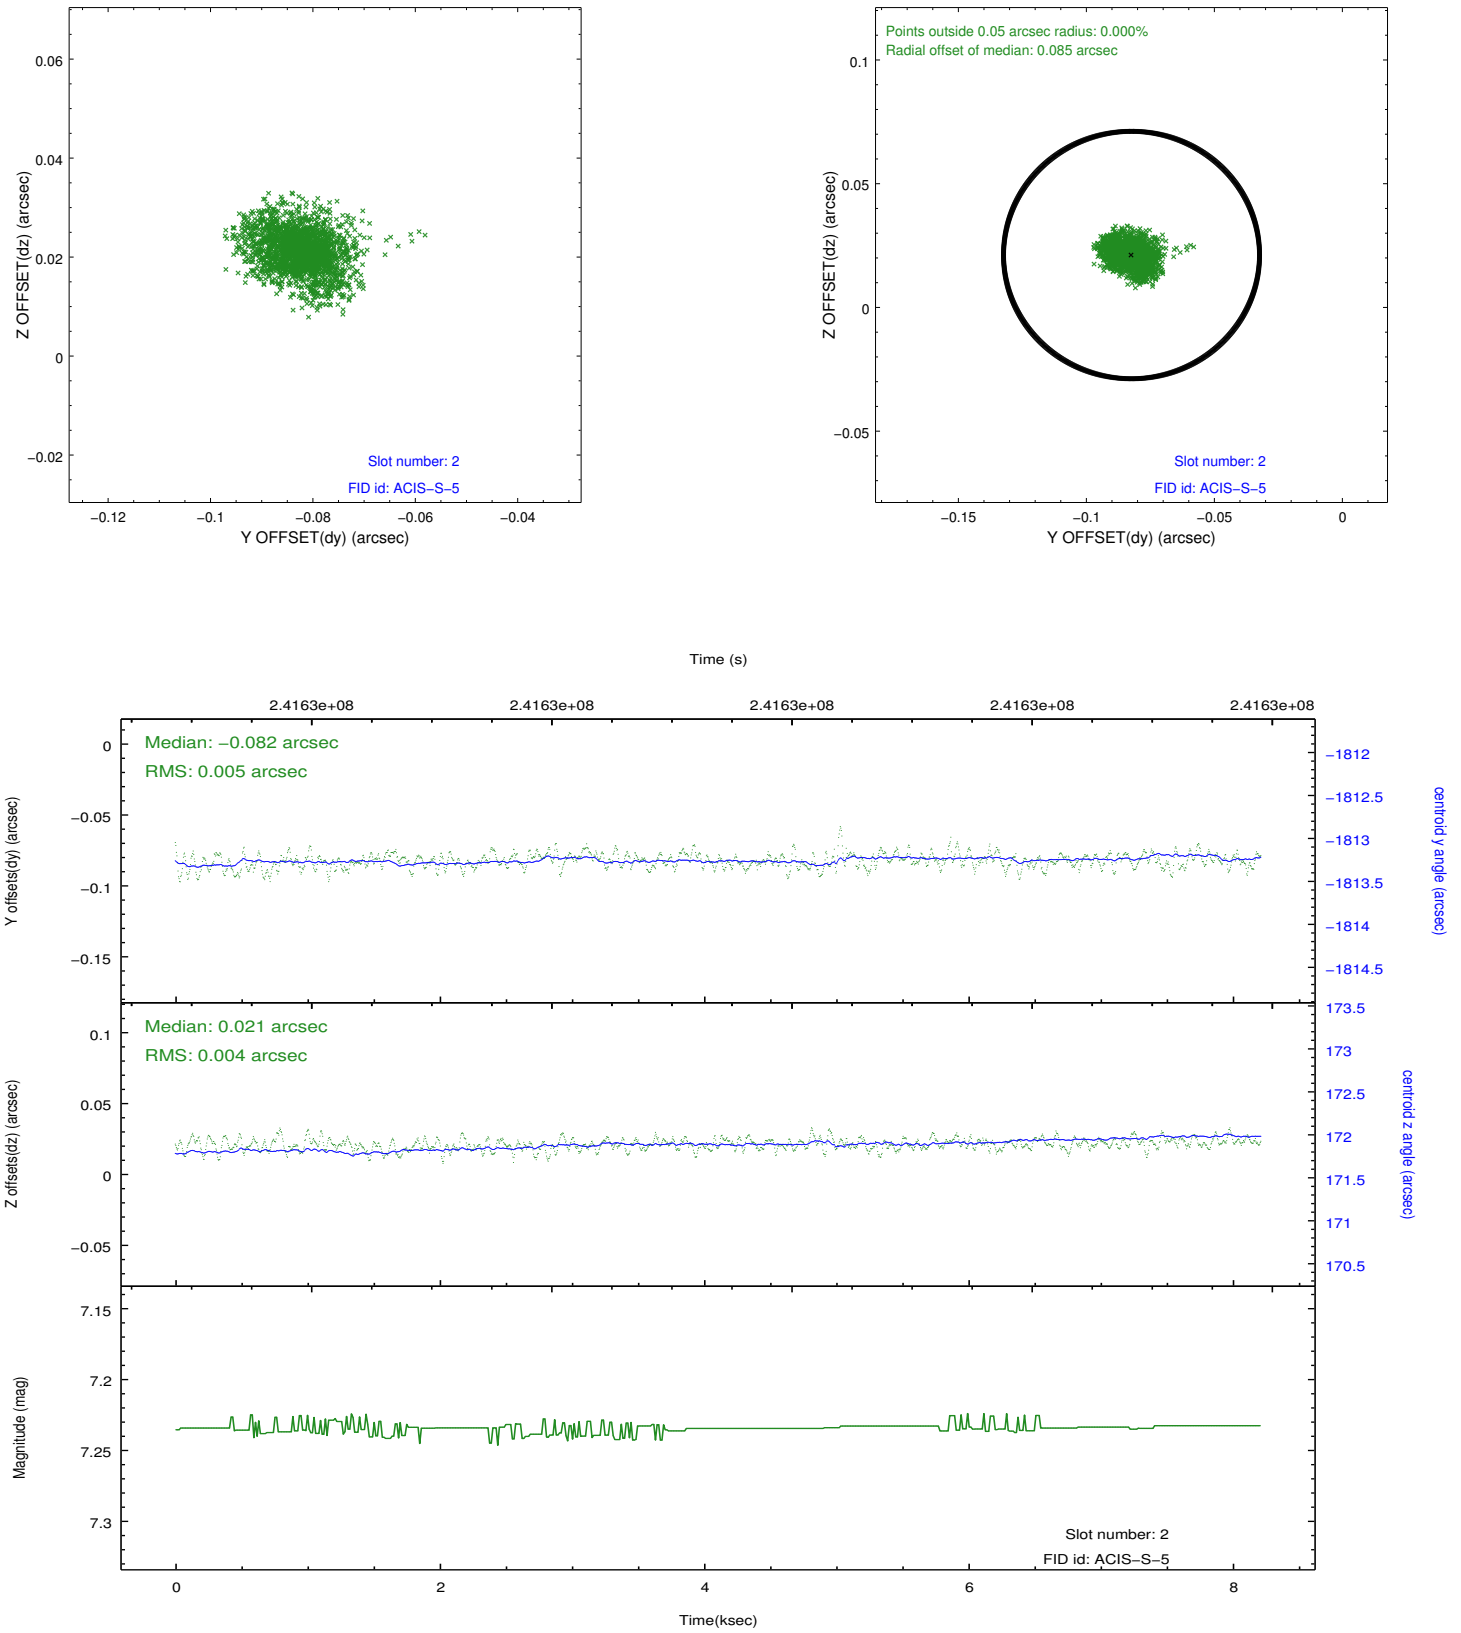 0.06
0.04
0.02
0
−0.02
Z OFFSET(dz) (arcsec)
Slot number: 2
FID id: ACIS−S−5
−0.12 −0.1 −0.08 −0.06 −0.04
Y OFFSET(dy) (arcsec)
Points outside 0.05 arcsec radius: 0.000%
Radial offset of median: 0.085 arcsec
0.1
0.05
0
−0.05
Z OFFSET(dz) (arcsec)
Slot number: 2
FID id: ACIS−S−5
−0.15 −0.1 −0.05 0
Y OFFSET(dy) (arcsec)
Time (s)
2.4163e+08 2.4163e+08 2.4163e+08 2.4163e+08 2.4163e+08
Median: −0.082 arcsec
RMS: 0.005 arcsec
0
−0.05
−0.1
−0.15
Y offsets(dy) (arcsec)
−1812
−1812.5
−1813
−1813.5
−1814
−1814.5
centroid y angle (arcsec)
Median: 0.021 arcsec
RMS: 0.004 arcsec
0.1
0.05
0
−0.05
Z offsets(dz) (arcsec)
173.5
173
172.5
172
171.5
171
170.5
centroid z angle (arcsec)
7.15
7.2
7.25
7.3
Magnitude (mag)
Slot number: 2
FID id: ACIS−S−5
0 2 4 6 8
Time(ksec)